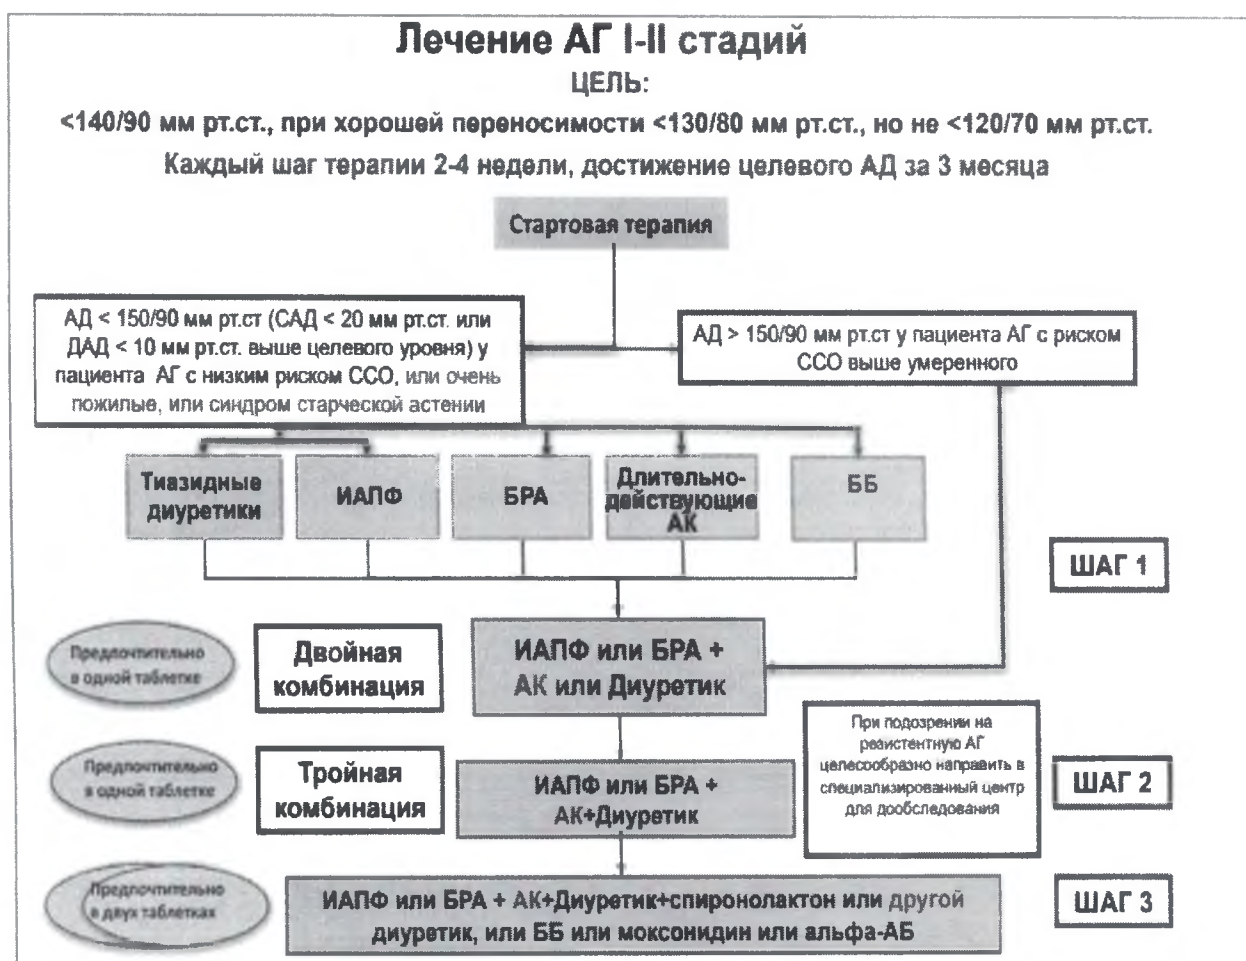 Лечение АГ I-II стадий
ЦЕЛЬ:
<140/90 мм рт.ст., при хорошей переносимости <130/80 мм рт.ст., но не <120/70 мм рт.ст.
Каждый шаг терапии 2-4 недели, достижение целевого АД за 3 месяца
Стартовая терапия
АД < 150/90 мм рт.ст (САД < 20 мм рт.ст. или
ДАД < 10 мм рт.ст. выше целевого уровня) у
пациента АГ с низким риском ССО, или очень
пожилые, или синдром старческой астении
АД > 150/90 мм рт.ст у пациента АГ с риском
ССО выше умеренного
Тиазидные
диуретики
ИАПФ
БРА
Длительно-
действующие
АК
ББ
ШАГ 1
Предпочтительно
в одной таблетке
Двойная
комбинация
ИАПФ или БРА +
АК или Диуретик
Предпочтительно
в одной таблетке
Тройная
комбинация
ИАПФ или БРА +
АК+Диуретик
При подозрении на
резистентную АГ
целесообразно направить в
специализированный центр
для дообследования
ШАГ 2
Предпочтительно
в двух таблетках
ИАПФ или БРА + АК+Диуретик+спиронолактон или другой
диуретик, или ББ или моксонидин или альфа-АБ
ШАГ 3